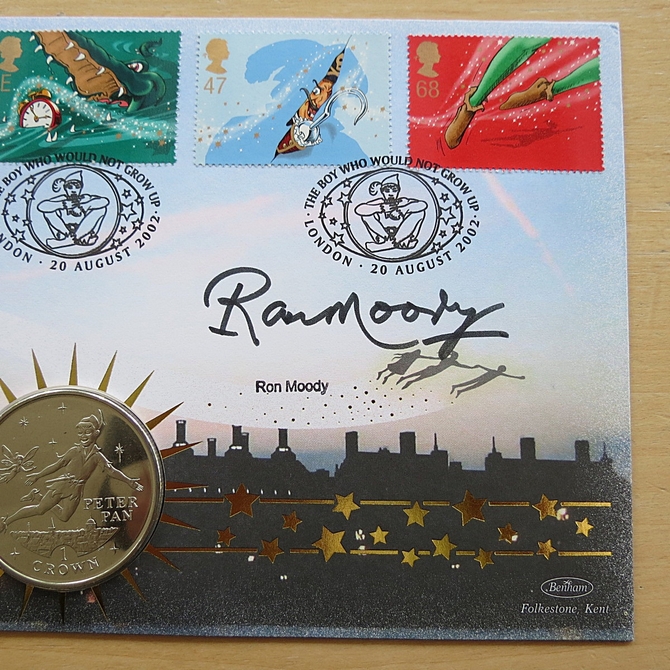 E
47
68
THE BOY WHO WOULD NOT GROW UP
LONDON · 20 AUGUST 2002
· THE BOY WHO WOULD NOT GROW UP ·
LONDON · 20 AUGUST 2002
Ron Moody
Ron Moody
PETER
PAN
1
CROWN
Benham
Folkestone, Kent